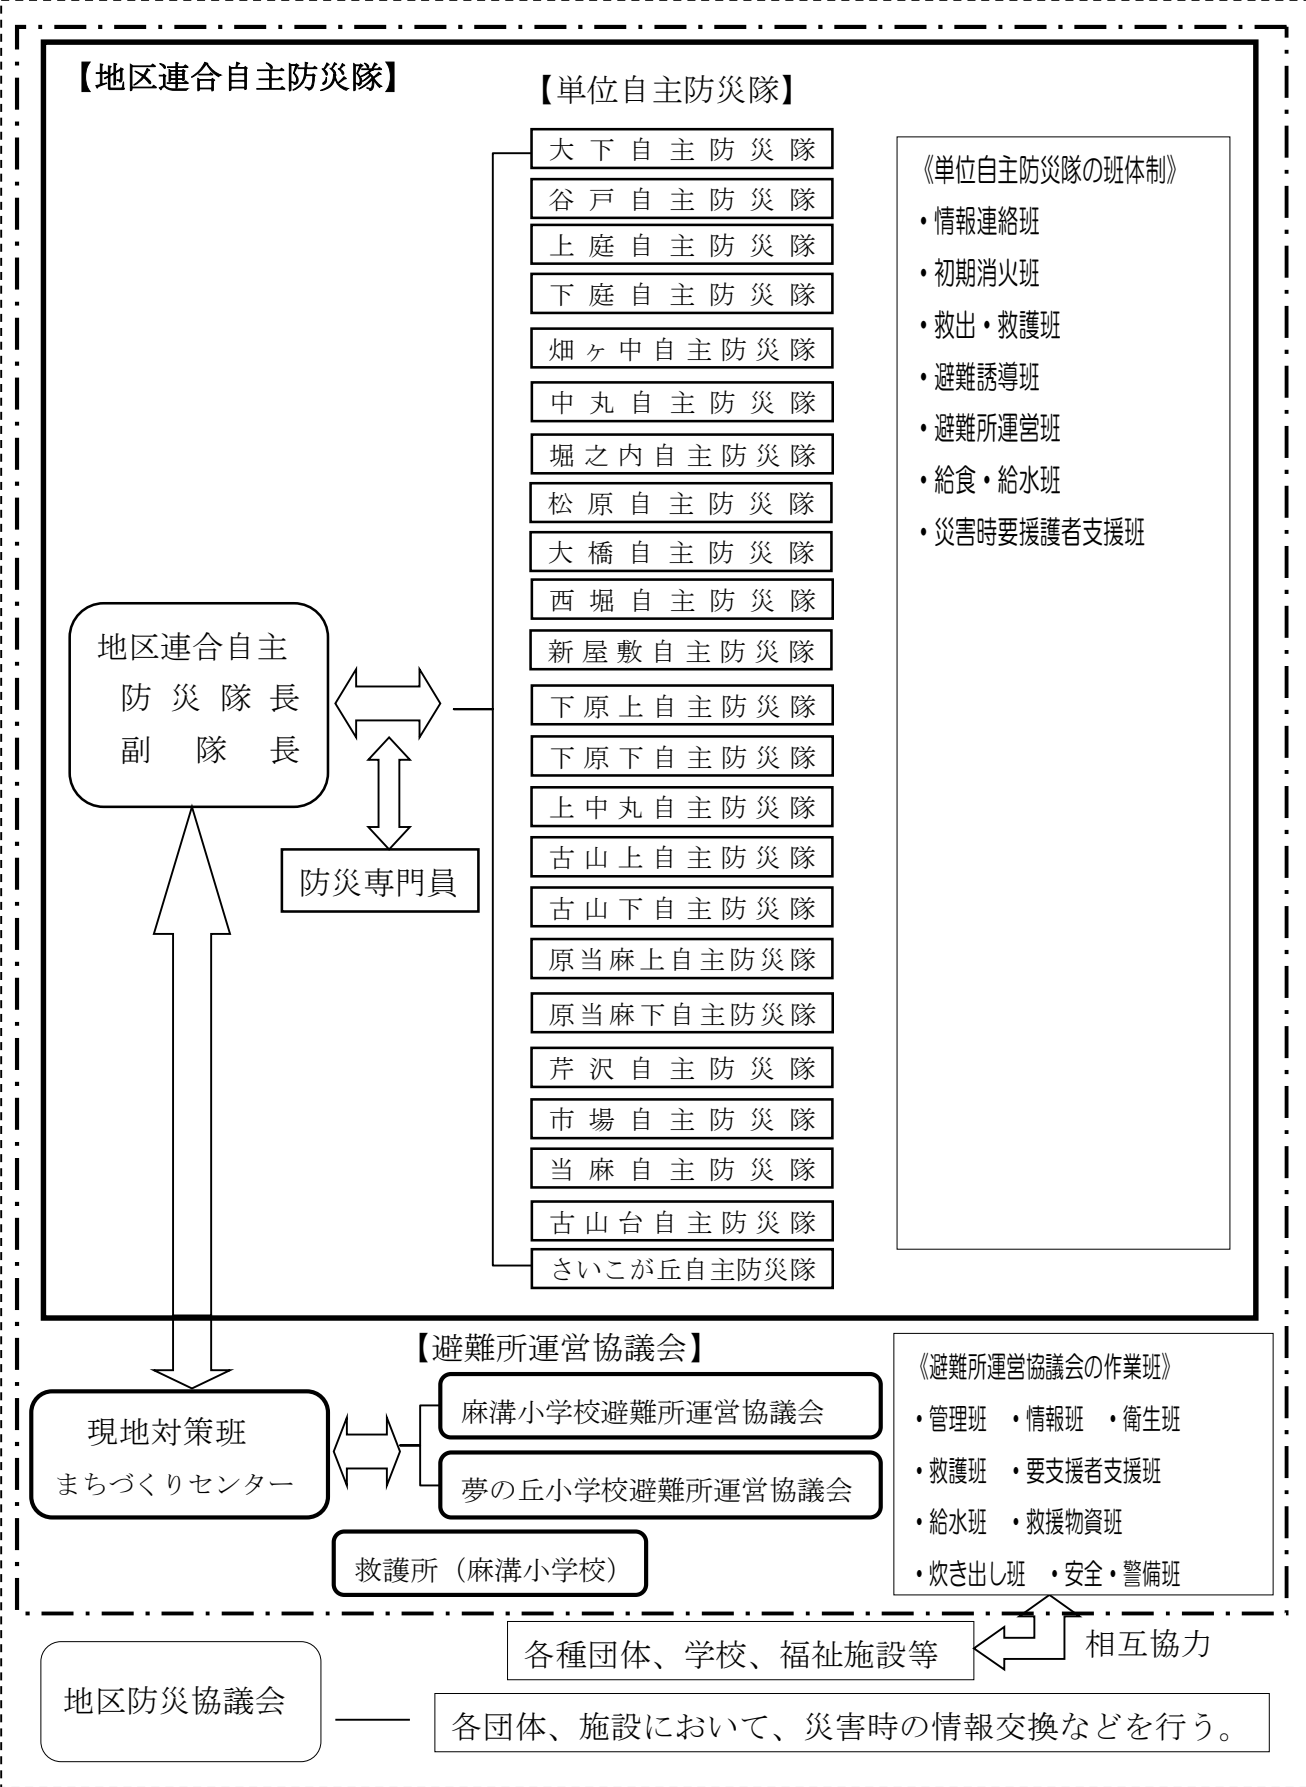 【地区連合自主防災隊】
【単位自主防災隊】
大下自主防災隊
谷戸自主防災隊
上庭自主防災隊
下庭自主防災隊
畑ヶ中自主防災隊
中丸自主防災隊
堀之内自主防災隊
松原自主防災隊
大橋自主防災隊
西堀自主防災隊
新屋敷自主防災隊
下原上自主防災隊
下原下自主防災隊
上中丸自主防災隊
古山上自主防災隊
古山下自主防災隊
原当麻上自主防災隊
原当麻下自主防災隊
芹沢自主防災隊
市場自主防災隊
当麻自主防災隊
古山台自主防災隊
さいこが丘自主防災隊
《単位自主防災隊の班体制》
・情報連絡班
・初期消火班
・救出・救護班
・避難誘導班
・避難所運営班
・給食・給水班
・災害時要援護者支援班
地区連合自主
防災隊長
副隊長
防災専門員
【避難所運営協議会】
麻溝小学校避難所運営協議会
夢の丘小学校避難所運営協議会
現地対策班
まちづくりセンター
救護所（麻溝小学校）
《避難所運営協議会の作業班》
・管理班 ・情報班 ・衛生班
・救護班 ・要支援者支援班
・給水班 ・救援物資班
・炊き出し班 ・安全・警備班
各種団体、学校、福祉施設等
相互協力
地区防災協議会
各団体、施設において、災害時の情報交換などを行う。